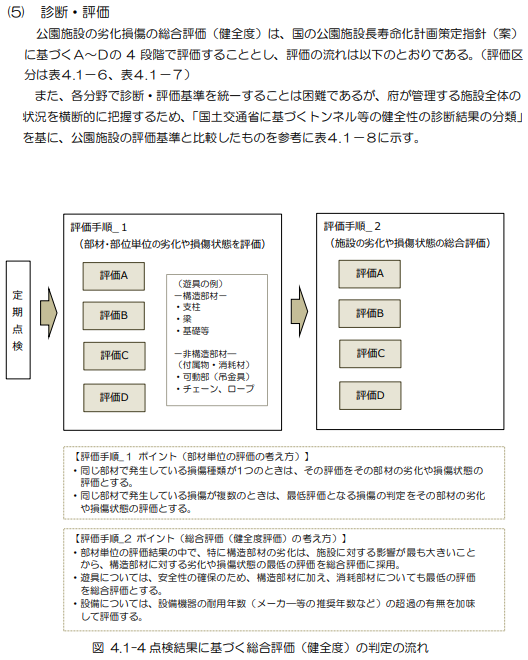 (5) 診断・評価
公園施設の劣化損傷の総合評価（健全度）は、国の公園施設長寿命化計画策定指針（案）
に基づくA～Dの 4 段階で評価することとし、評価の流れは以下のとおりである。（評価区
分は表4.1－6、表4.1－7）
また、各分野で診断・評価基準を統一することは困難であるが、府が管理する施設全体の
状況を横断的に把握するため、「国土交通省に基づくトンネル等の健全性の診断結果の分類」
を基に、公園施設の評価基準と比較したものを参考に表4.1－8に示す。
定期点検
評価手順_1
（部材・部位単位の劣化や損傷状態を評価）
評価A
評価B
評価C
評価D
（遊具の例）
－構造部材－
・支柱
・梁
・基礎等
－非構造部材－
（付属物・消耗材）
・可動部（吊金具）
・チェーン、ロープ
評価手順_2
（施設の劣化や損傷状態の総合評価）
評価A
評価B
評価C
評価D
【評価手順_1 ポイント（部材単位の評価の考え方）】
・同じ部材で発生している損傷種類が1つのときは、その評価をその部材の劣化や損傷状態の
評価とする。
・同じ部材で発生している損傷が複数のときは、最低評価となる損傷の判定をその部材の劣化
や損傷状態の評価とする。
【評価手順_2 ポイント（総合評価（健全度評価）の考え方）】
・部材単位の評価結果の中で、特に構造部材の劣化は、施設に対する影響が最も大きいこと
から、構造部材に対する劣化や損傷状態の最低の評価を総合評価に採用。
・遊具については、安全性の確保のため、構造部材に加え、消耗部材についても最低の評価
を総合評価とする。
・設備については、設備機器の耐用年数（メーカー等の推奨年数など）の超過の有無を加味
して評価する。
図 4.1-4 点検結果に基づく総合評価（健全度）の判定の流れ